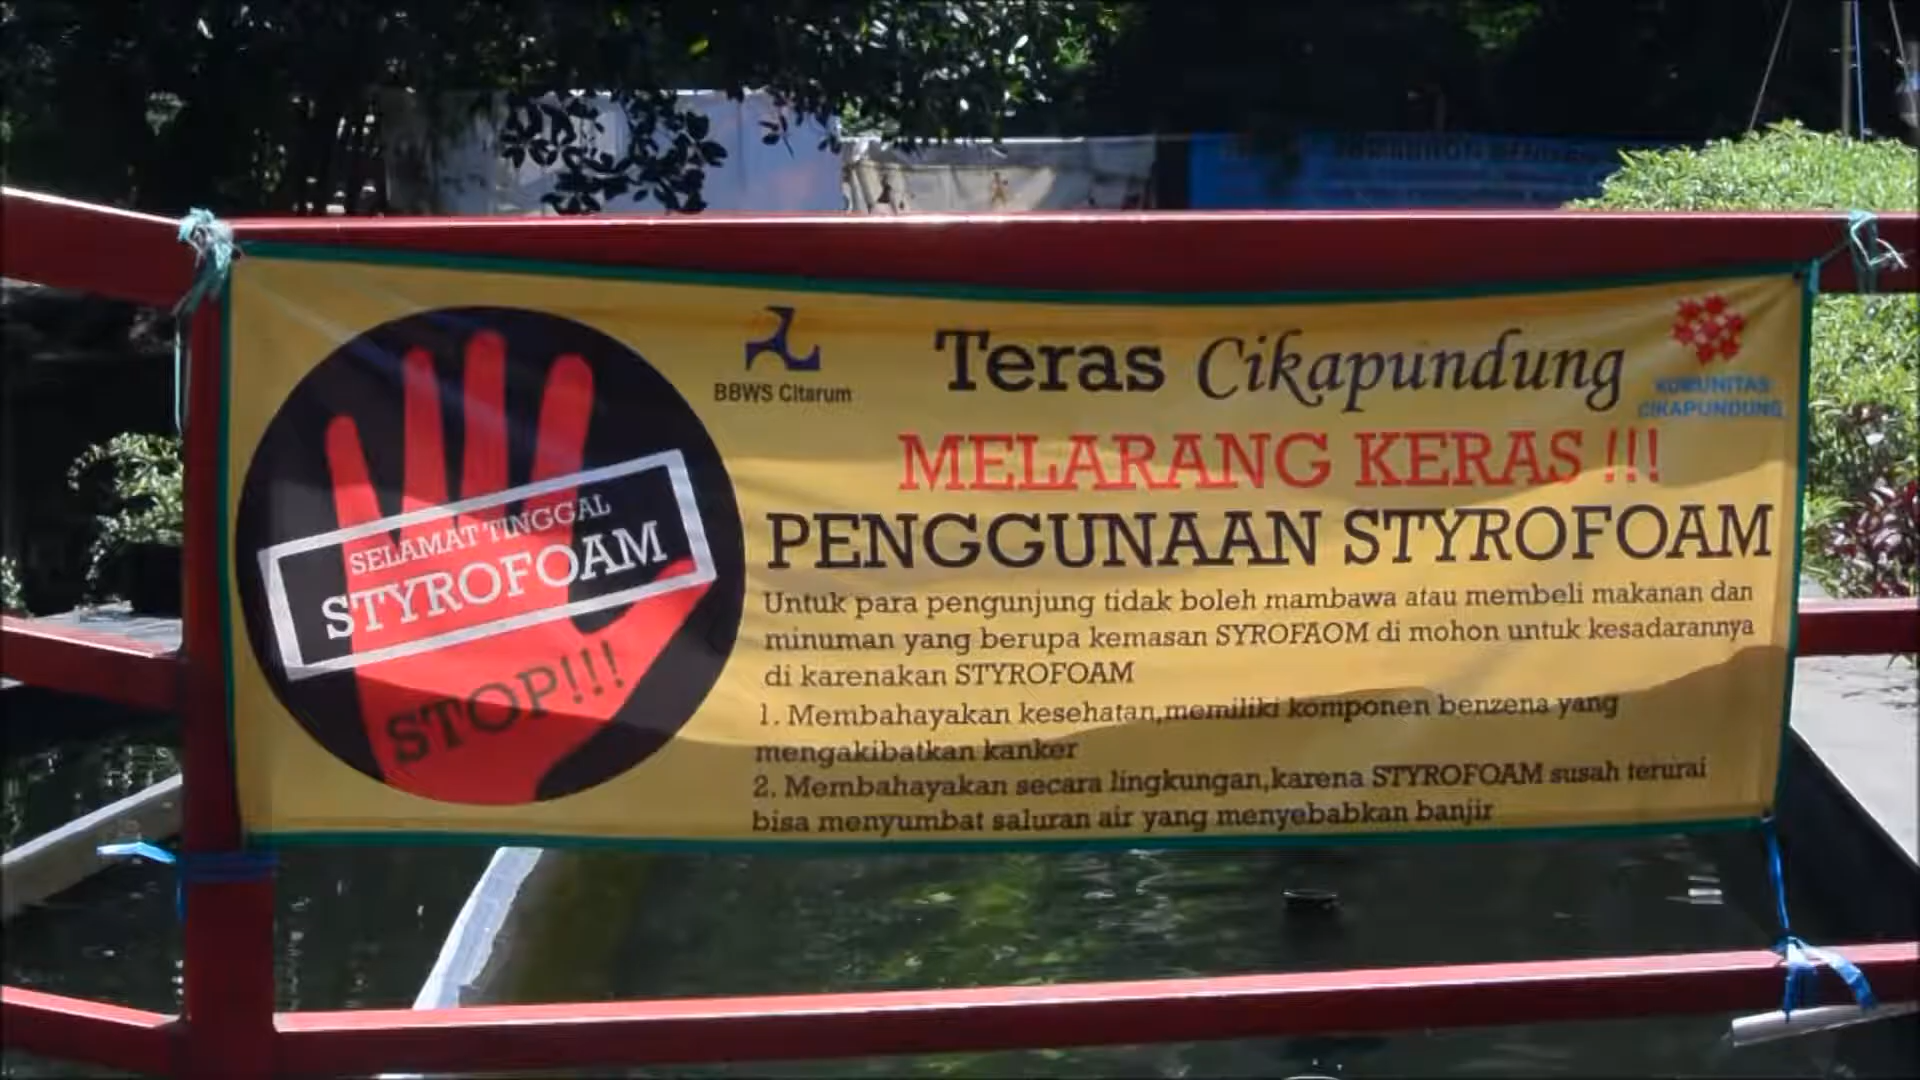 SELAMAT TINGGAL
STYROFOAM
STOP!!!
BBWS Citarum
Teras Cikapundung
KOMUNITAS
CIKAPUNDUNG
MELARANG KERAS !!!
PENGGUNAAN STYROFOAM
Untuk para pengunjung tidak boleh mambawa atau membeli makanan dan
minuman yang berupa kemasan SYROFAOM di mohon untuk kesadarannya
di karenakan STYROFOAM
1. Membahayakan kesehatan,memiliki komponen benzena yang
mengakibatkan kanker
2. Membahayakan secara lingkungan,karena STYROFOAM susah terurai
bisa menyumbat saluran air yang menyebabkan banjir